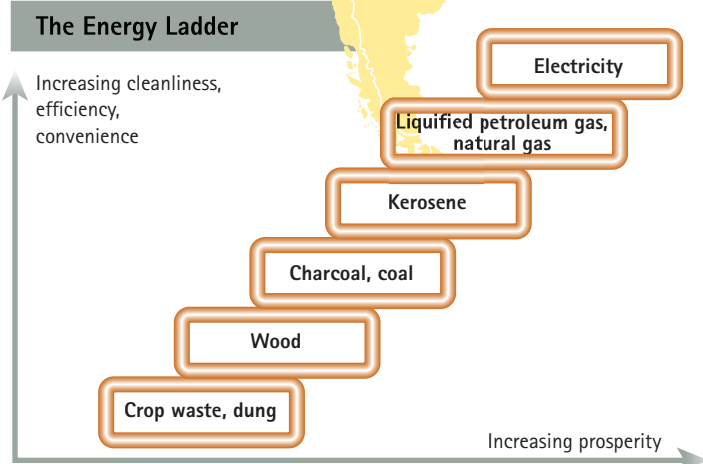 The Energy Ladder
Increasing cleanliness,
efficiency,
convenience
Electricity
Liquified petroleum gas,
natural gas
Kerosene
Charcoal, coal
Wood
Crop waste, dung
Increasing prosperity